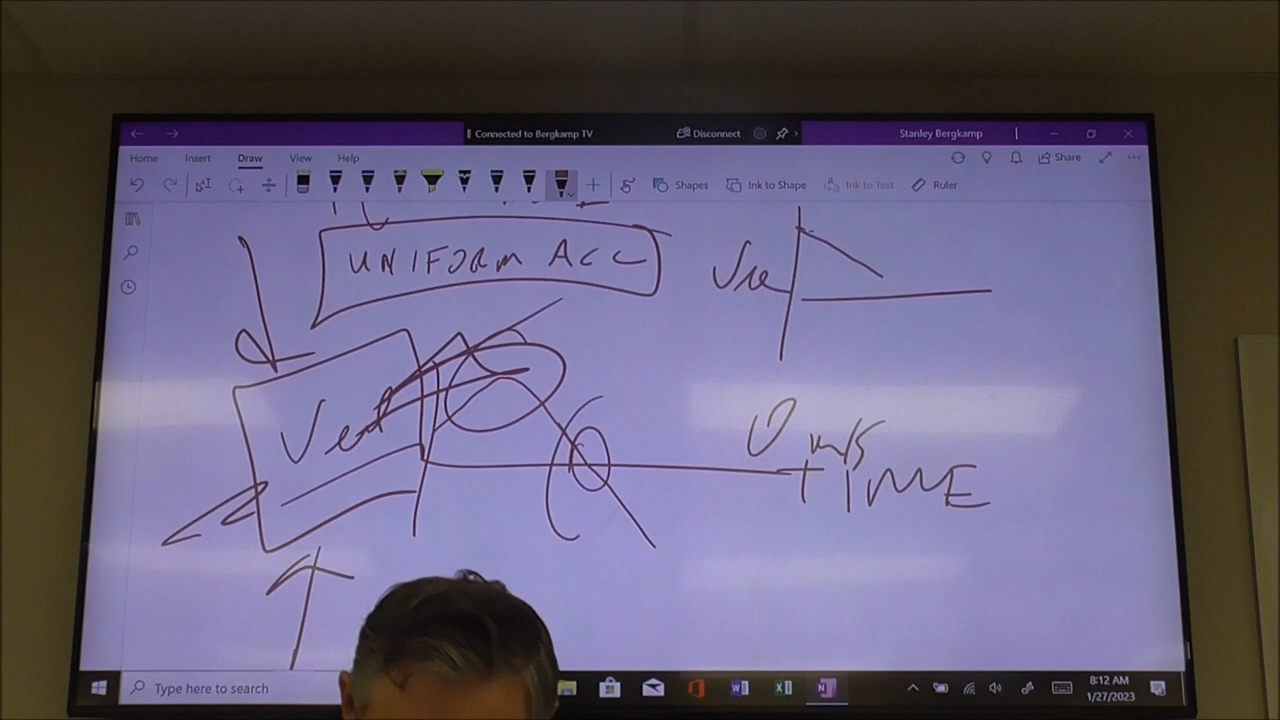 Connected to Bergkamp TV
Disconnect
Stanley Bergkamp
Home Insert Draw View Help
Share
Shapes Ink to Shape Ink to Text Ruler
UNIFORM ACC
0 m/s
TIME
Type here to search
8:12 AM
1/27/2023